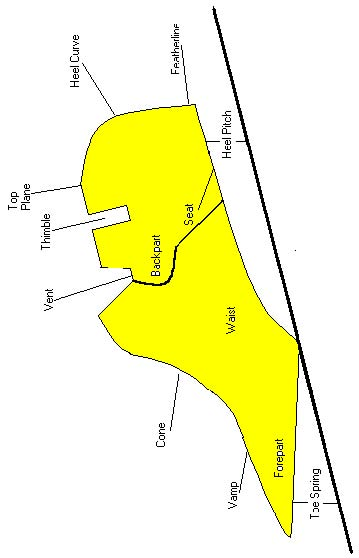 Heel Curve
Featherline
Top
Plane
Thimble
Heel Pitch
Seat
Backpart
Vent
Waist
Cone
Forepart
Vamp
Toe Spring